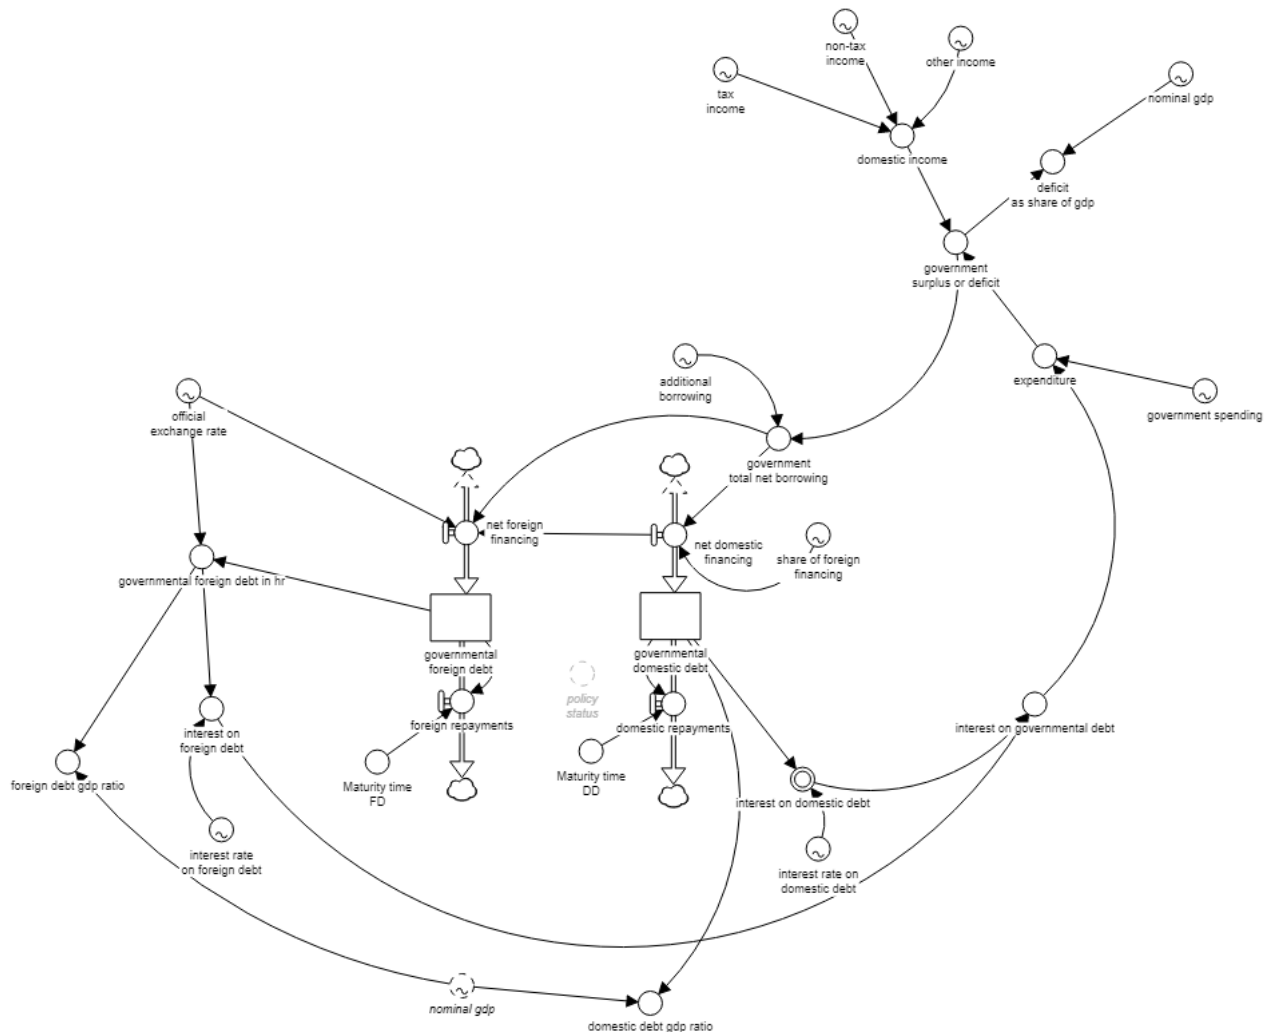 non-tax
income
other income
tax
income
nominal gdp
domestic income
deficit
as share of gdp
government
surplus or deficit
additional
borrowing
expenditure
government spending
official
exchange rate
government
total net borrowing
net foreign
financing
net domestic
financing
share of foreign
financing
governmental foreign debt in hr
governmental
foreign debt
governmental
domestic debt
policy
status
foreign repayments
domestic repayments
interest on
foreign debt
interest on governmental debt
foreign debt gdp ratio
Maturity time
FD
Maturity time
DD
interest on domestic debt
interest rate
on foreign debt
interest rate on
domestic debt
nominal gdp
domestic debt gdp ratio